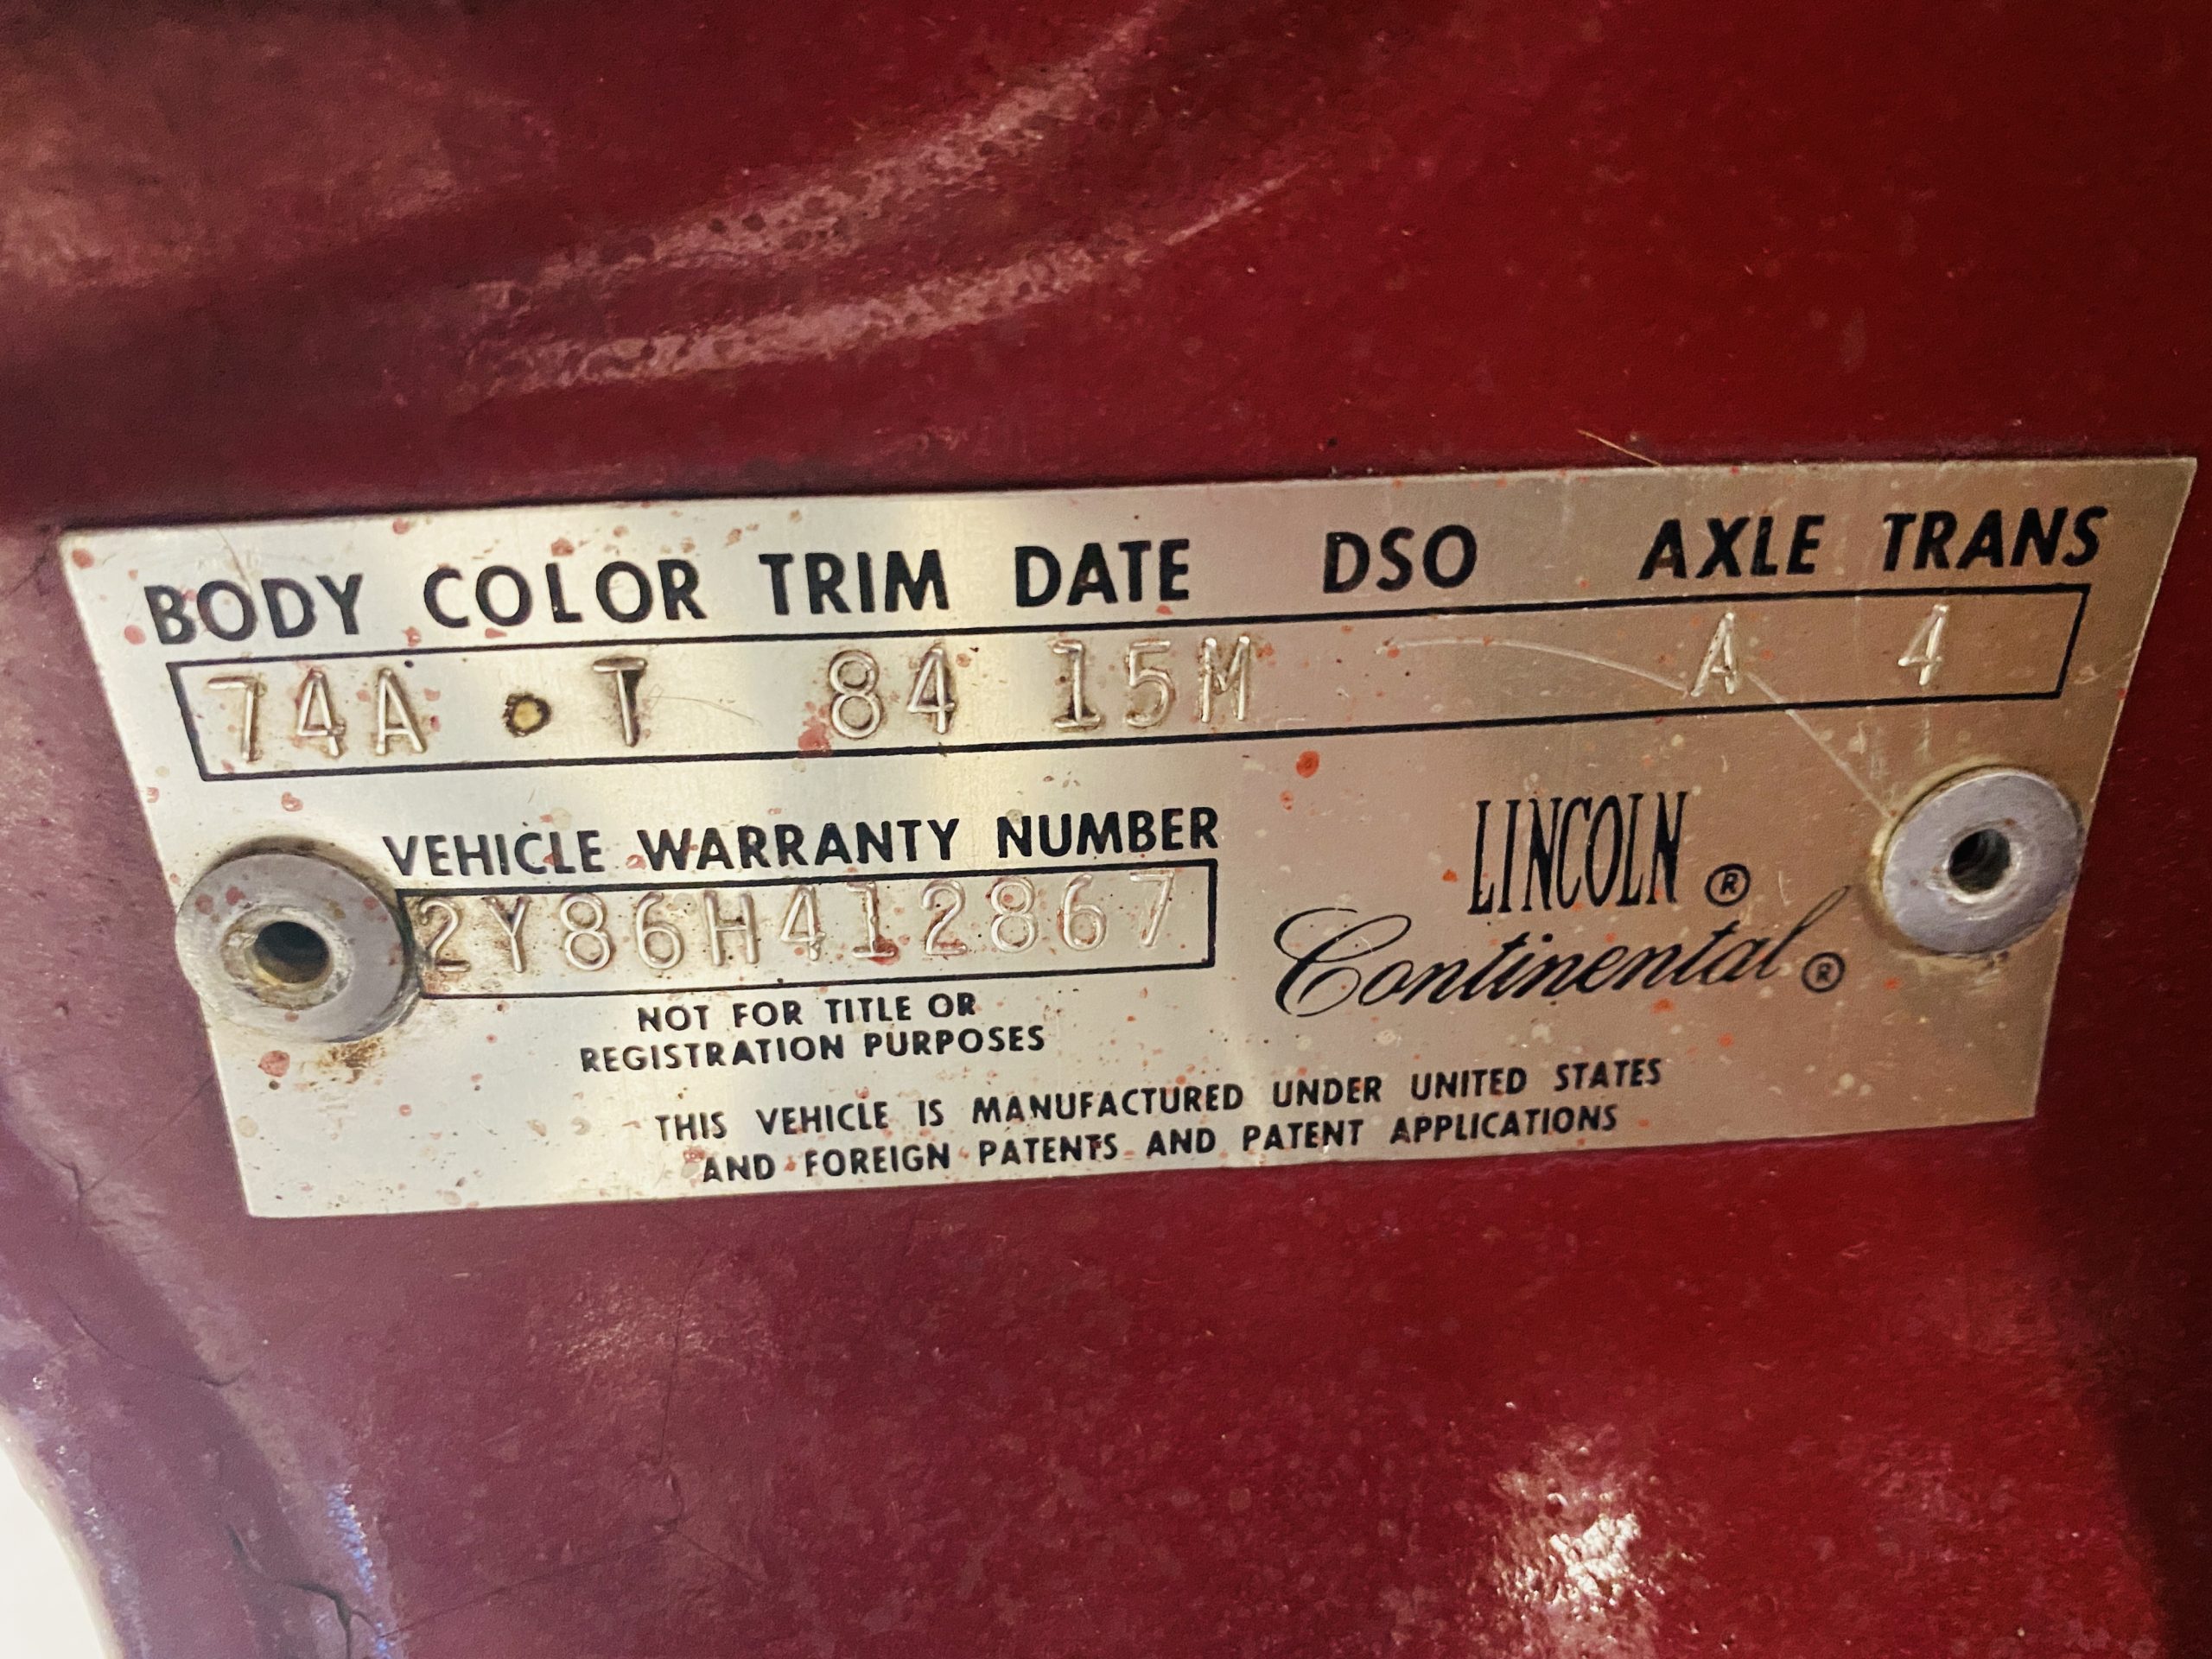 BODY COLOR TRIM DATE DSO AXLE TRANS
74A • T 84 15M A 4
VEHICLE WARRANTY NUMBER
2Y86H412867
NOT FOR TITLE OR
REGISTRATION PURPOSES
LINCOLN ®
Continental ®
THIS VEHICLE IS MANUFACTURED UNDER UNITED STATES
AND FOREIGN PATENTS AND PATENT APPLICATIONS